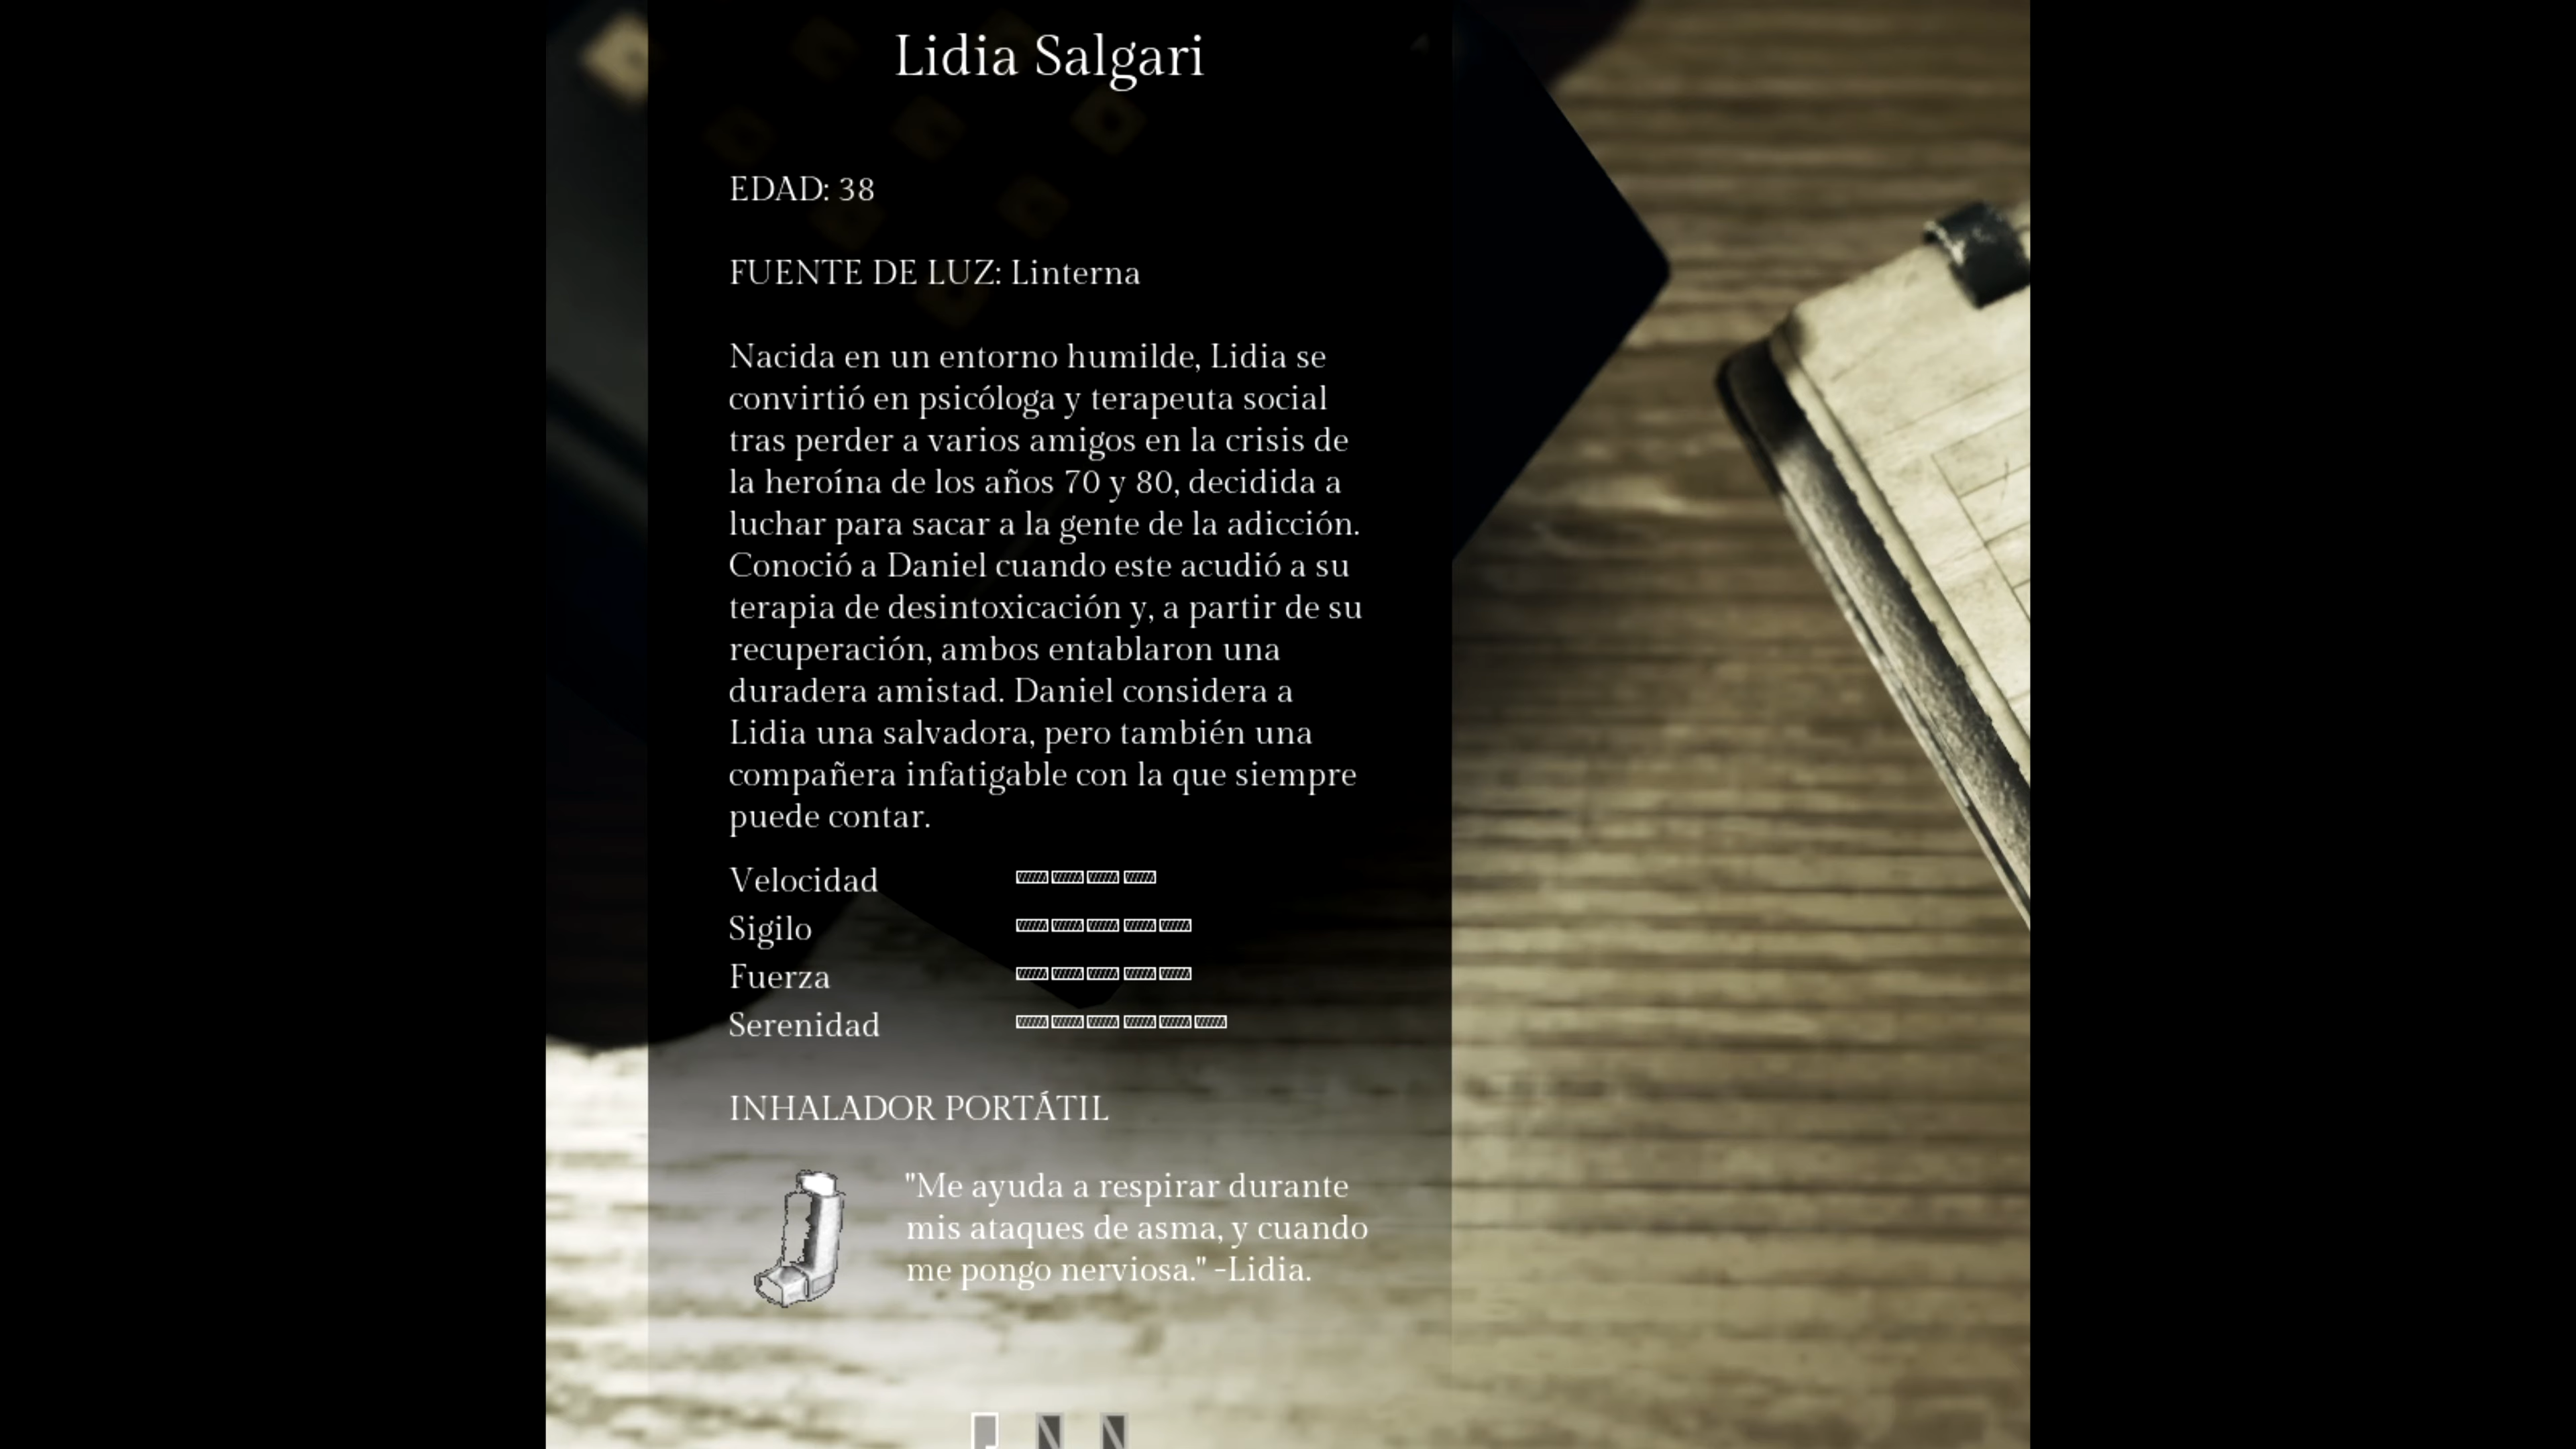 Lidia Salgari
EDAD: 38
FUENTE DE LUZ: Linterna
Nacida en un entorno humilde, Lidia se
convirtió en psicóloga y terapeuta social
tras perder a varios amigos en la crisis de
la heroína de los años 70 y 80, decidida a
luchar para sacar a la gente de la adicción.
Conoció a Daniel cuando este acudió a su
terapia de desintoxicación y, a partir de su
recuperación, ambos entablaron una
duradera amistad. Daniel considera a
Lidia una salvadora, pero también una
compañera infatigable con la que siempre
puede contar.
Velocidad
Sigilo
Fuerza
Serenidad
INHALADOR PORTÁTIL
"Me ayuda a respirar durante
mis ataques de asma, y cuando
me pongo nerviosa." -Lidia.